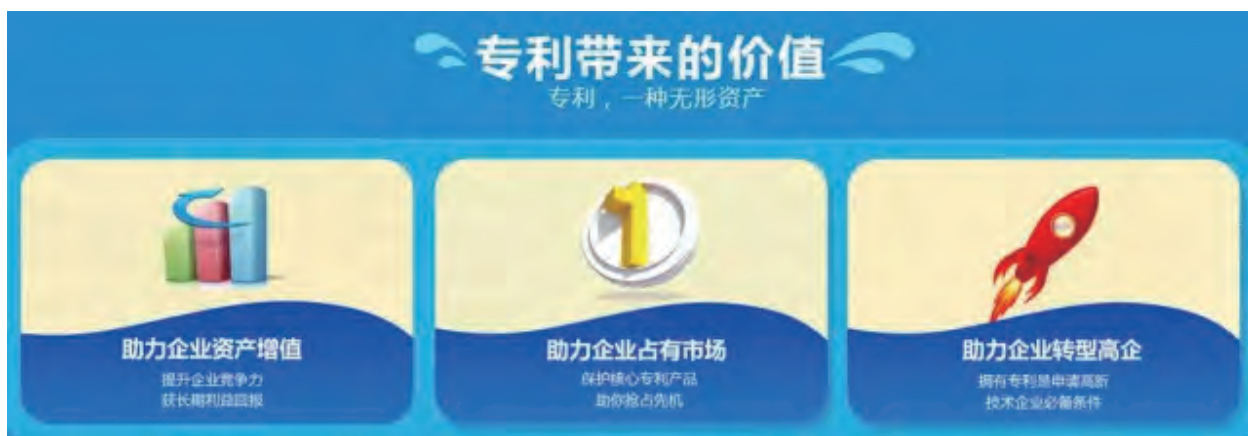 专利带来的价值
专利，一种无形资产
助力企业资产增值
提升企业竞争力
获长期利益回报
助力企业占有市场
保护核心专利产品
助你抢占先机
助力企业转型高企
拥有专利是申请高新
技术企业必备条件